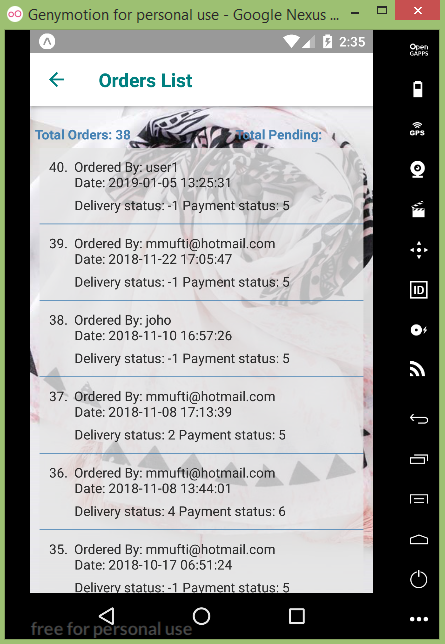 Genymotion for personal use - Google Nexus ...
2:35
Open
GAPPS
Orders List
Total Orders: 38 Total Pending:
GPS
40. Ordered By: user1
Date: 2019-01-05 13:25:31
Delivery status: -1 Payment status: 5
39. Ordered By: mmufti@hotmail.com
Date: 2018-11-22 17:05:47
Delivery status: -1 Payment status: 5
ID
38. Ordered By: joho
Date: 2018-11-10 16:57:26
Delivery status: -1 Payment status: 5
37. Ordered By: mmufti@hotmail.com
Date: 2018-11-08 17:13:39
Delivery status: 2 Payment status: 5
36. Ordered By: mmufti@hotmail.com
Date: 2018-11-08 13:44:01
Delivery status: 4 Payment status: 6
35. Ordered By: mmufti@hotmail.com
Date: 2018-10-17 06:51:24
Delivery status: -1 Payment status: 5
free for personal use